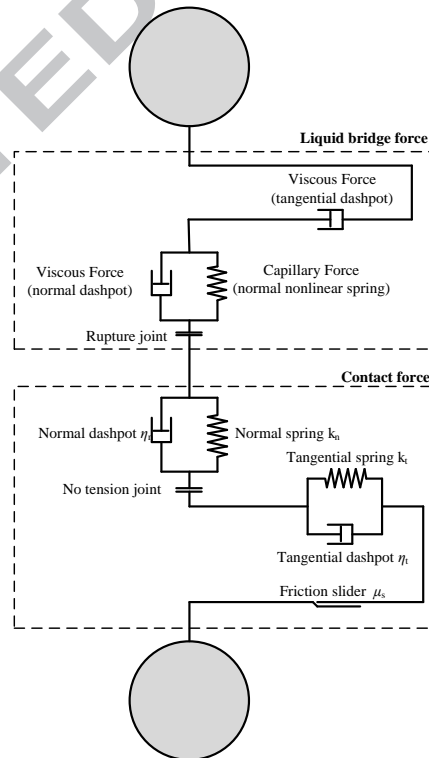 TED
Liquid bridge force
Viscous Force
(tangential dashpot)
Viscous Force
(normal dashpot)
Capillary Force
(normal nonlinear spring)
Rupture joint
Contact force
Normal dashpot η
Normal spring kₙ
Tangential spring kₜ
No tension joint
Tangential dashpot ηₜ
Friction slider μₛ